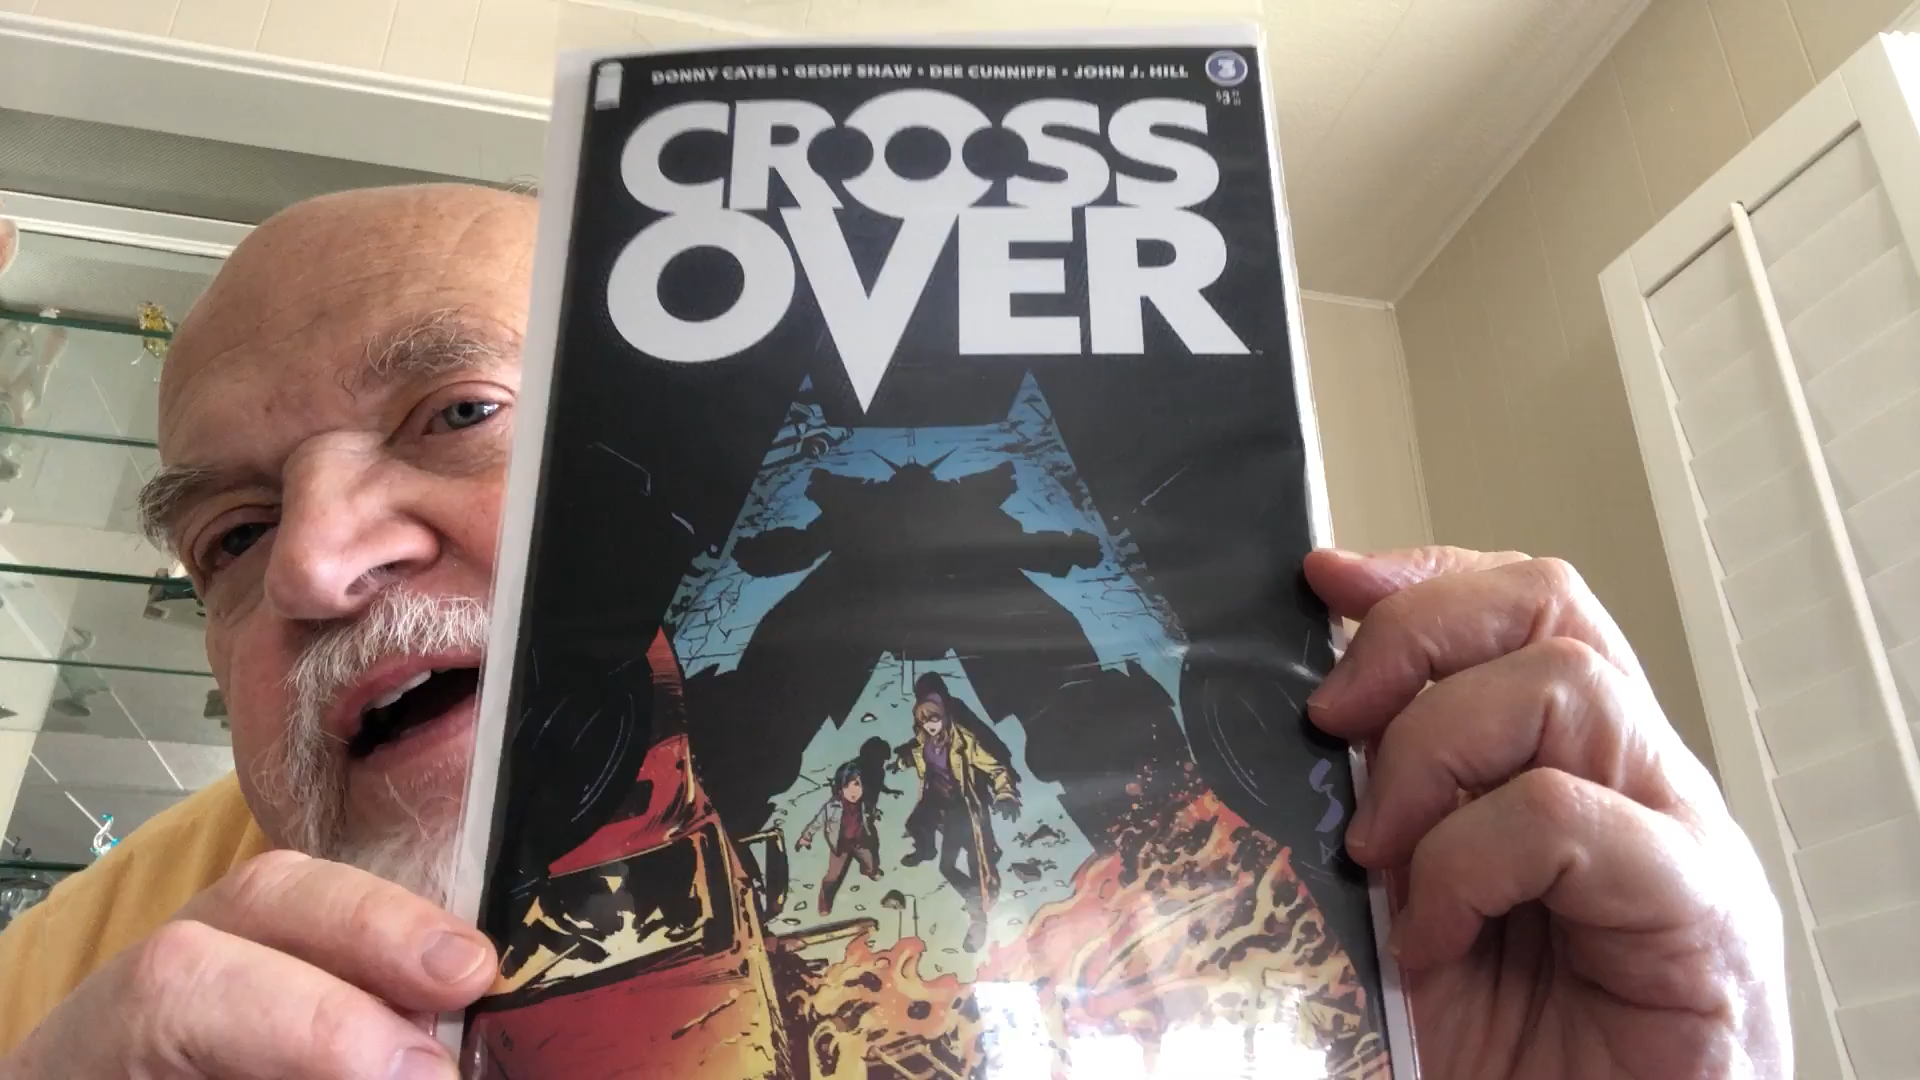 DONNY CATES • GEOFF SHAW • DEE CUNNIFFE • JOHN J. HILL
3
CROSS
OVER